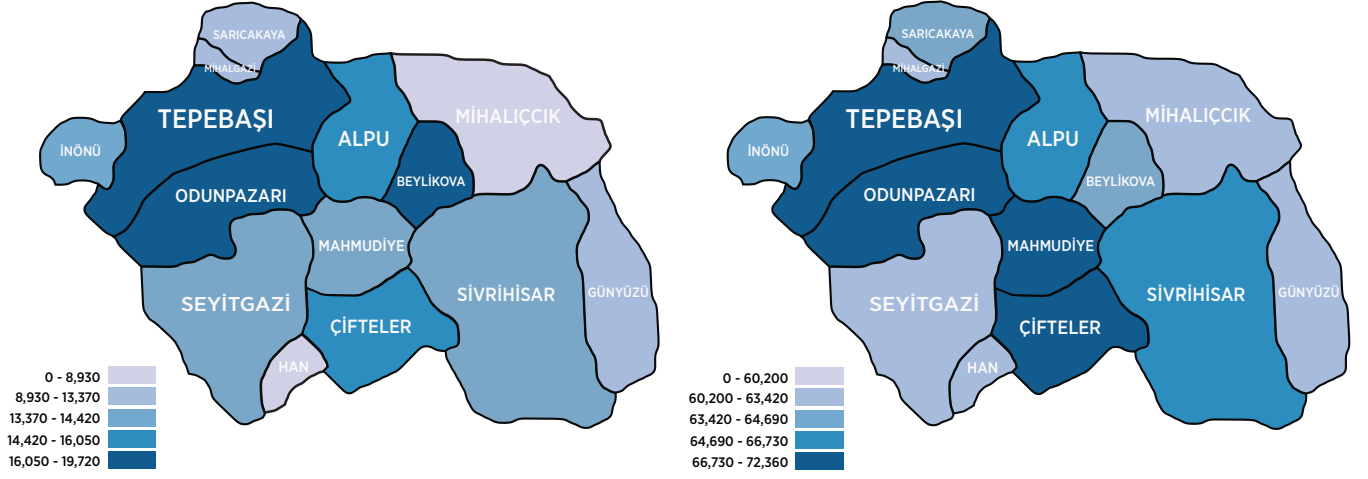 SARICAKAYA
MİHALGAZİ
TEPEBAŞI
MİHALIÇCIK
ALPU
İNÖNÜ
BEYLİKOVA
ODUNPAZARI
MAHMUDİYE
SEYİTGAZİ
SİVRİHİSAR
GÜNYÜZÜ
ÇİFTELER
HAN
0 - 8,930
8,930 - 13,370
13,370 - 14,420
14,420 - 16,050
16,050 - 19,720
SARICAKAYA
MİHALGAZİ
TEPEBAŞI
MİHALIÇCIK
ALPU
İNÖNÜ
BEYLİKOVA
ODUNPAZARI
MAHMUDİYE
SEYİTGAZİ
SİVRİHİSAR
GÜNYÜZÜ
ÇİFTELER
HAN
0 - 60,200
60,200 - 63,420
63,420 - 64,690
64,690 - 66,730
66,730 - 72,360